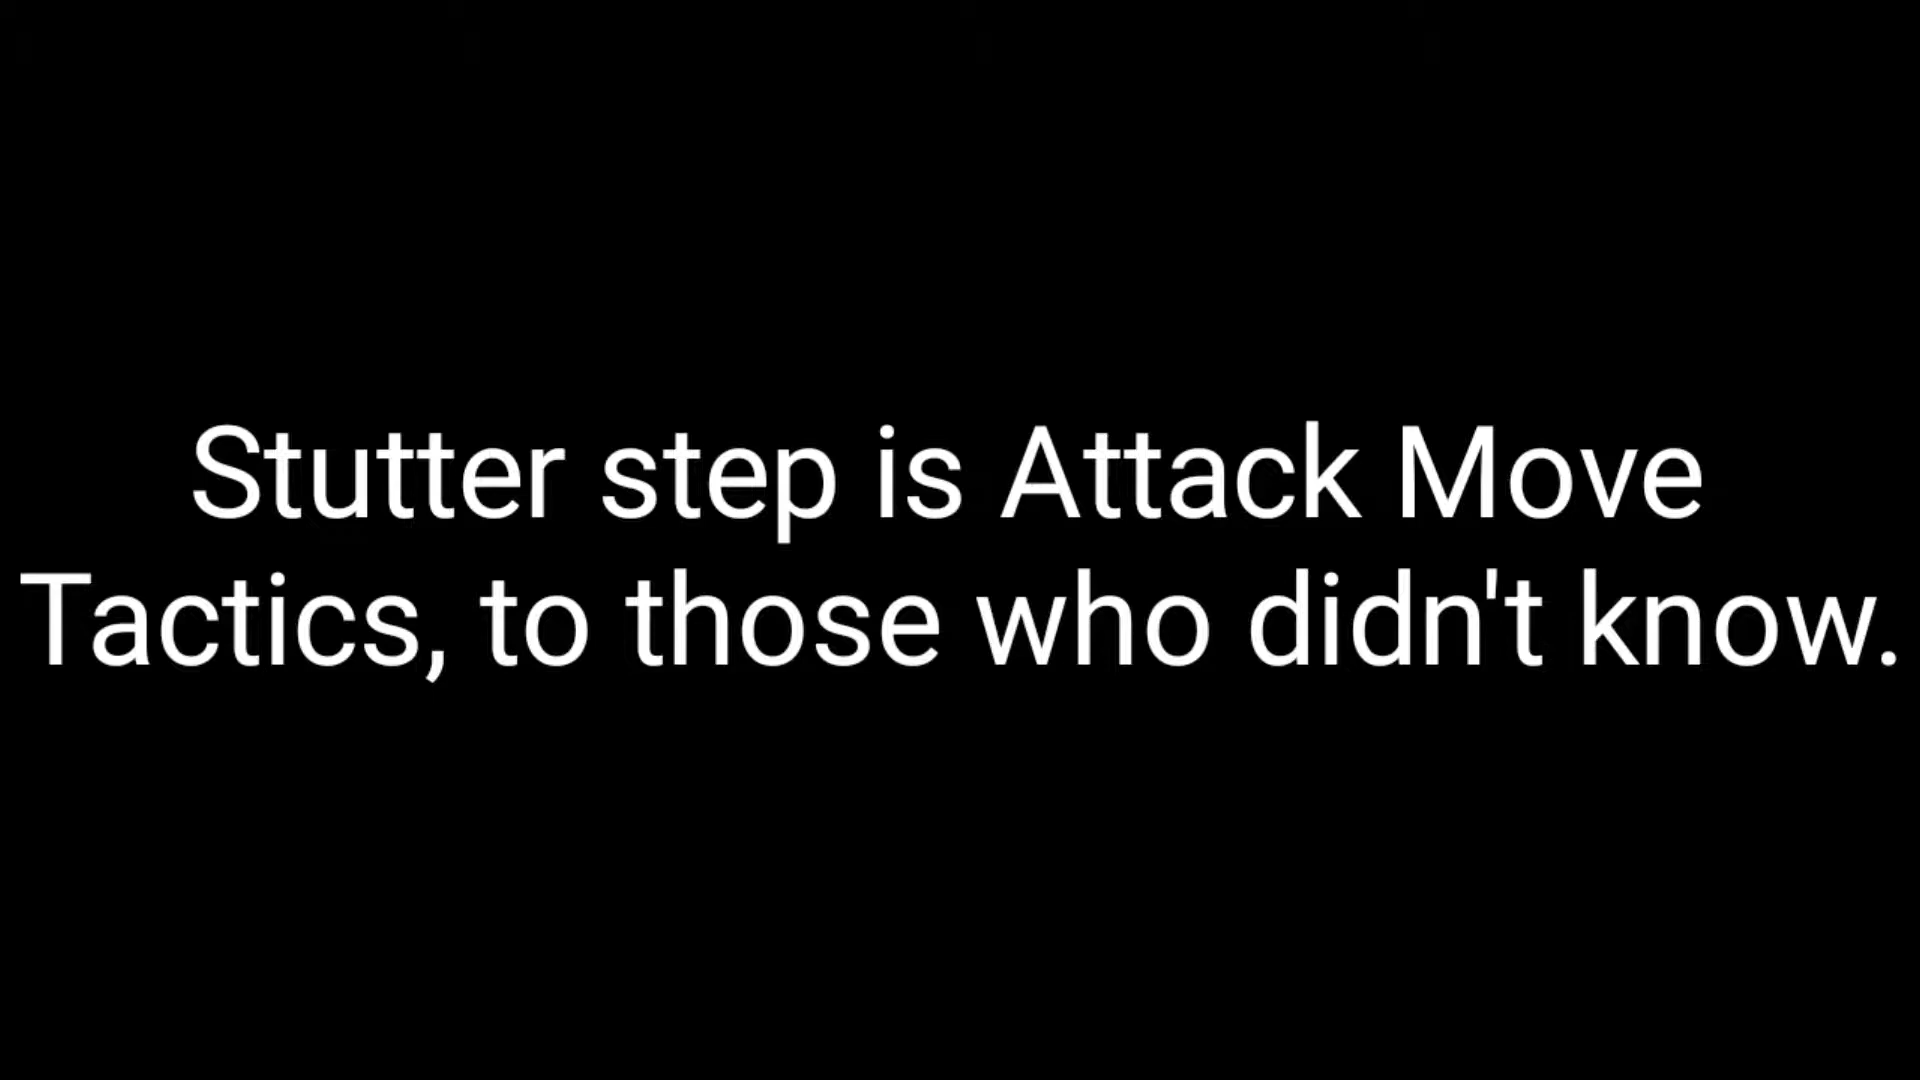 Stutter step is Attack Move
Tactics, to those who didn't know.